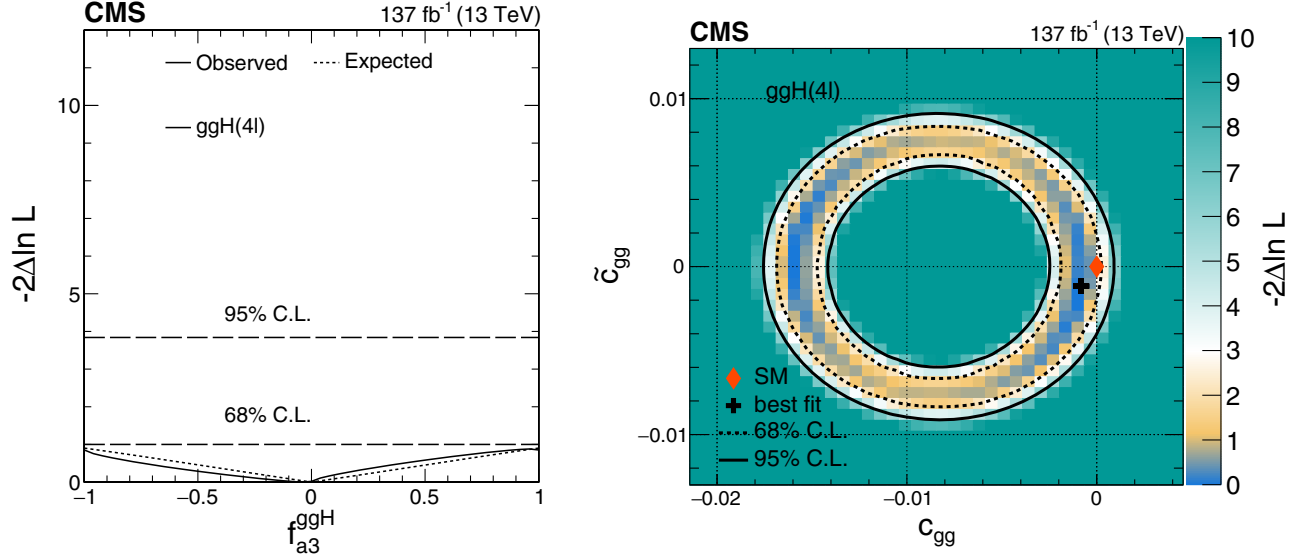 CMS 137 fb⁻¹ (13 TeV)
Observed Expected
ggH(4l)
10
5
0
95% C.L.
68% C.L.
−1 −0.5 0 0.5 1
f_a3^ggH
-2Δln L
CMS 137 fb⁻¹ (13 TeV)
ggH(4l)
0.01
0
−0.01
SM
best fit
68% C.L.
95% C.L.
−0.02 −0.01 0
c_gg
c̃_gg
10
9
8
7
6
5
4
3
2
1
0
-2Δln L